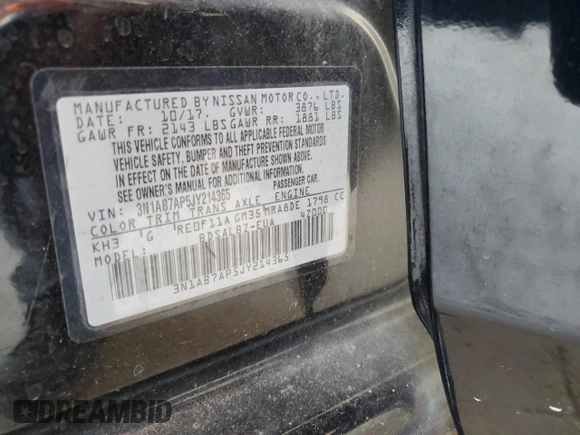 MANUFACTURED BY NISSAN MOTOR CO., LTD.
DATE: 10/17. GVWR: 3876 LBS
GAWR FR: 2143 LBS GAWR RR: 1881 LBS
THIS VEHICLE CONFORMS TO ALL APPLICABLE FEDERAL MOTOR
VEHICLE SAFETY, BUMPER AND THEFT PREVENTION STANDARDS
IN EFFECT ON THE DATE OF MANUFACTURE SHOWN ABOVE.
SEE OWNER'S MANUAL FOR ADDITIONAL INFORMATION.
VIN: 3N1AB7AP5JY214365 PASSENGER CAR.
COLOR TRIM TRANS AXLE ENGINE
KH3 G RE0F11A GM35 MRA8DE 1798 CC
MODEL: BDSALBZ-EUA 47000
3N1AB7AP5JY214365
DREAMBID